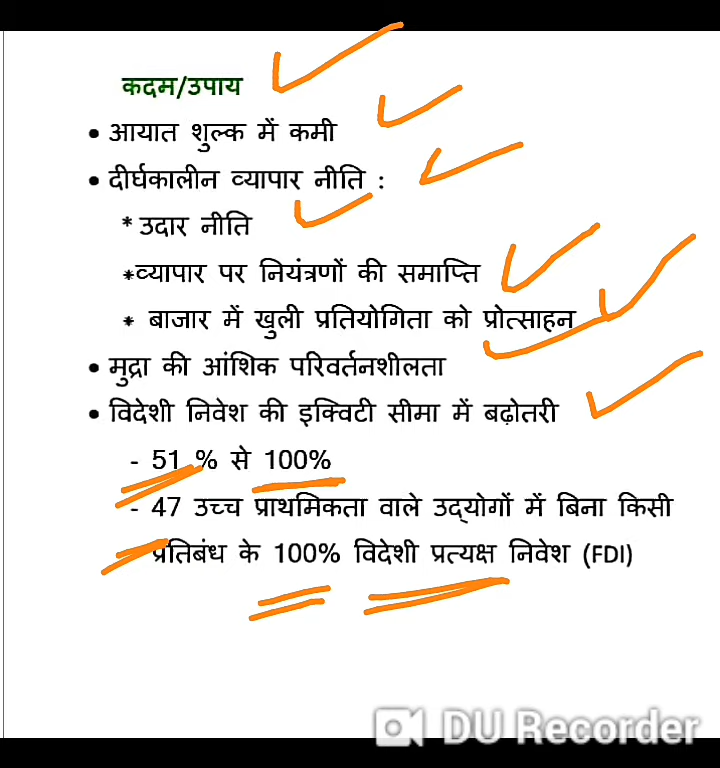 कदम/उपाय
• आयात शुल्क में कमी
• दीर्घकालीन व्यापार नीति :
* उदार नीति
*व्यापार पर नियंत्रणों की समाप्ति
* बाजार में खुली प्रतियोगिता को प्रोत्साहन
• मुद्रा की आंशिक परिवर्तनशीलता
• विदेशी निवेश की इक्विटी सीमा में बढ़ोतरी
- 51 % से 100%
- 47 उच्च प्राथमिकता वाले उद्योगों में बिना किसी
प्रतिबंध के 100% विदेशी प्रत्यक्ष निवेश (FDI)
DU Recorder